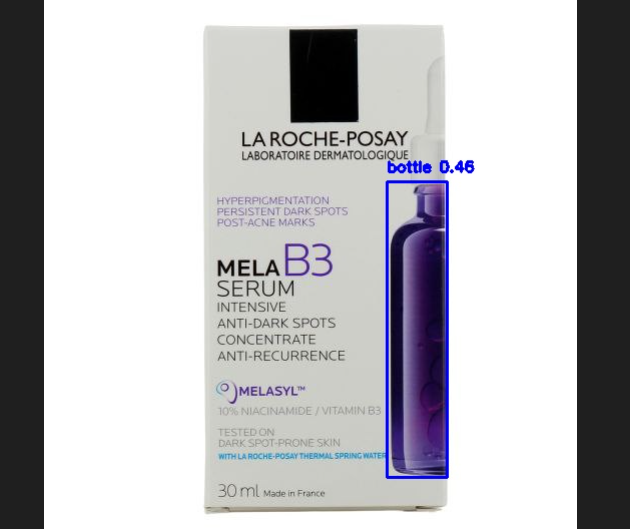 LA ROCHE-POSAY
LABORATOIRE DERMATOLOGIQUE
bottle 0.46
HYPERPIGMENTATION
PERSISTENT DARK SPOTS
POST-ACNE MARKS
MELA B3
SERUM
INTENSIVE
ANTI-DARK SPOTS
CONCENTRATE
ANTI-RECURRENCE
MELASYL™
10% NIACINAMIDE / VITAMIN B3
TESTED ON
DARK SPOT-PRONE SKIN
WITH LA ROCHE-POSAY THERMAL SPRING WATER
30 ml Made in France